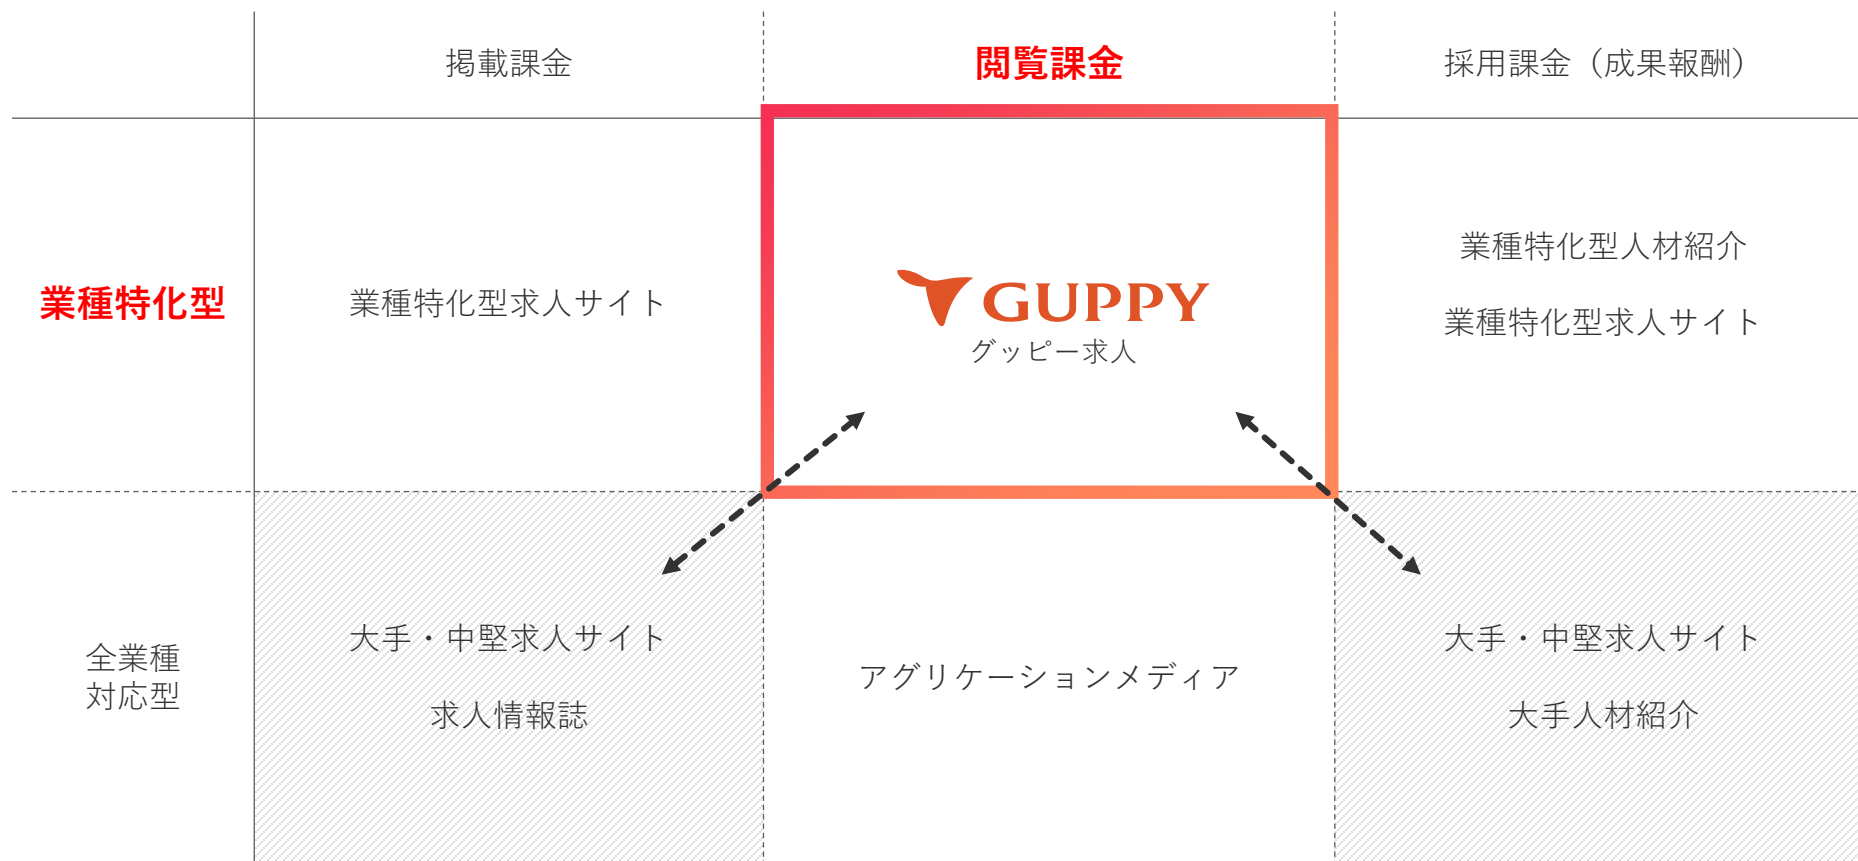 掲載課金
閲覧課金
採用課金（成果報酬）
業種特化型
業種特化型求人サイト
GUPPY
グッピー求人
業種特化型人材紹介
業種特化型求人サイト
全業種
対応型
大手・中堅求人サイト
求人情報誌
アグリケーションメディア
大手・中堅求人サイト
大手人材紹介